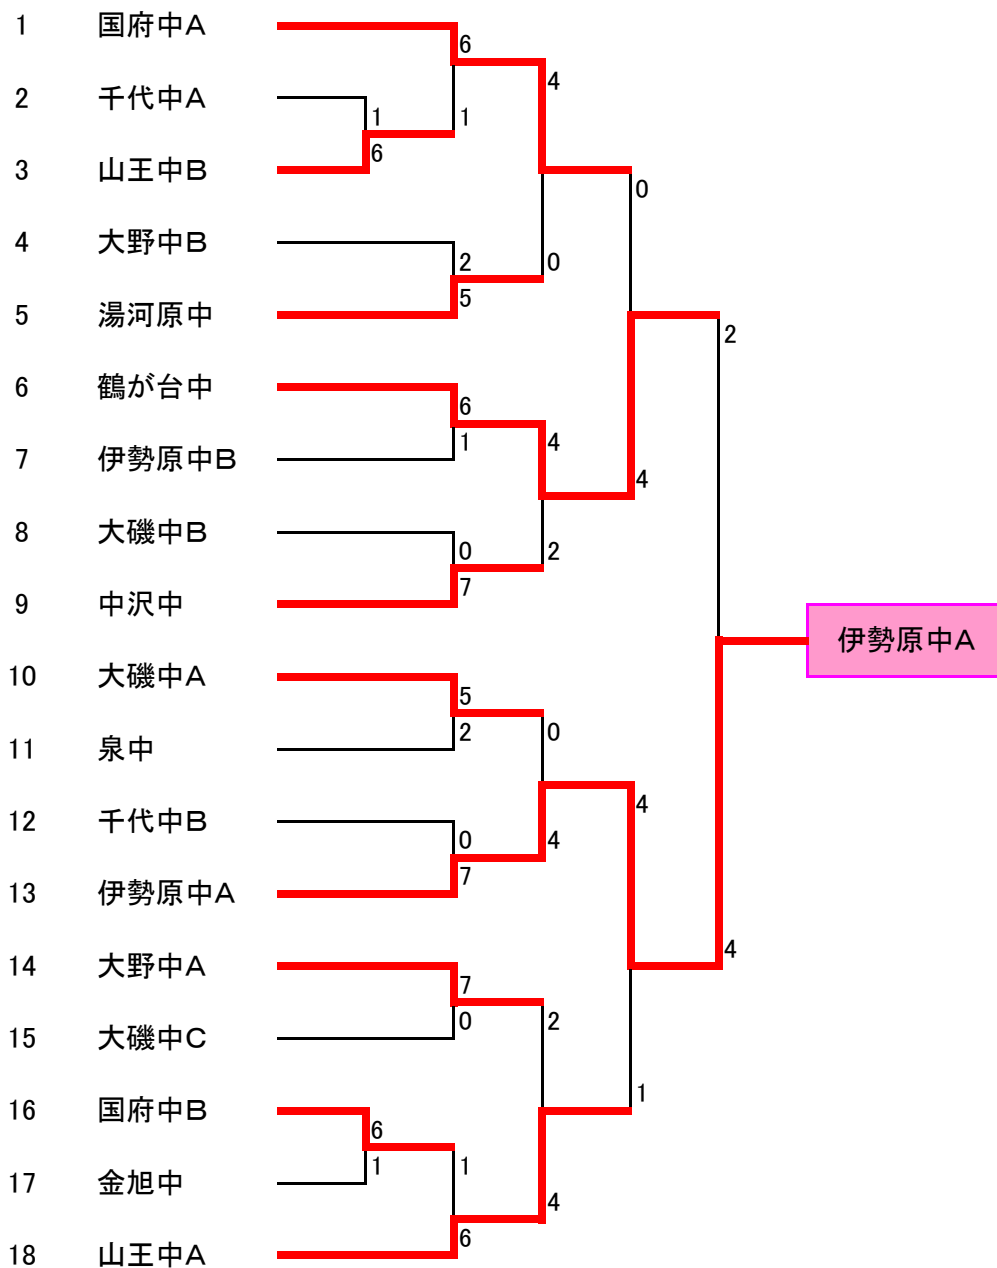 1 国府中A
6
4
2 千代中A
1
1
6
3 山王中B
0
4 大野中B
2
0
5
5 湯河原中
2
6 鶴が台中
6
4
1
7 伊勢原中B
4
8 大磯中B
0
2
7
9 中沢中
伊勢原中A
10 大磯中A
5
2
0
11 泉中
4
12 千代中B
0
4
7
13 伊勢原中A
4
14 大野中A
7
0
2
15 大磯中C
1
16 国府中B
6
1
1
17 金旭中
4
6
18 山王中A